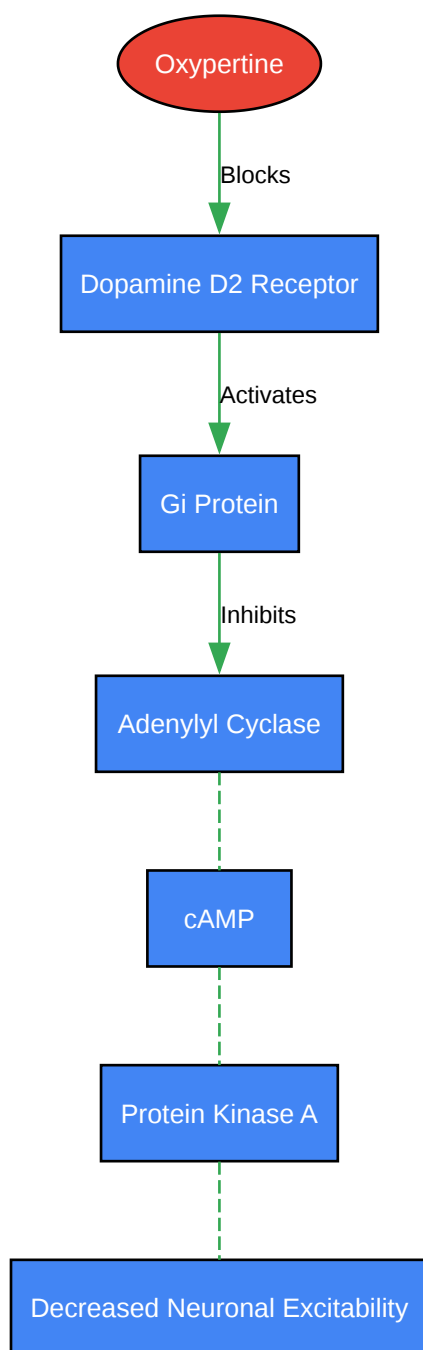 Oxypertine
Blocks
Dopamine D2 Receptor
Activates
Gi Protein
Inhibits
Adenylyl Cyclase
cAMP
Protein Kinase A
Decreased Neuronal Excitability